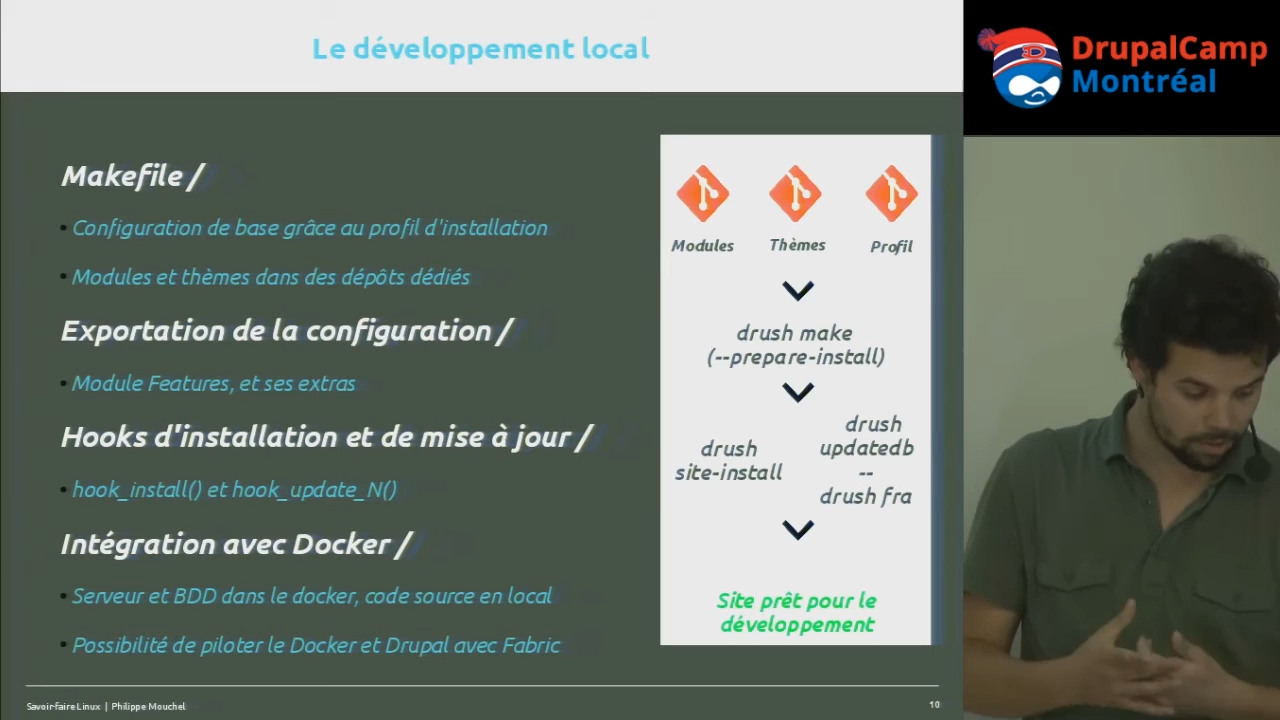 Le développement local
DrupalCamp
Montréal
Makefile /
• Configuration de base grâce au profil d'installation
• Modules et thèmes dans des dépôts dédiés
Exportation de la configuration /
• Module Features, et ses extras
Hooks d'installation et de mise à jour /
• hook_install() et hook_update_N()
Intégration avec Docker /
• Serveur et BDD dans le docker, code source en local
• Possibilité de piloter le Docker et Drupal avec Fabric
Modules
Thèmes
Profil
drush make
(--prepare-install)
drush
site-install
drush
updatedb
--
drush fra
Site prêt pour le
développement
Savoir-faire Linux | Philippe Mouchel
10